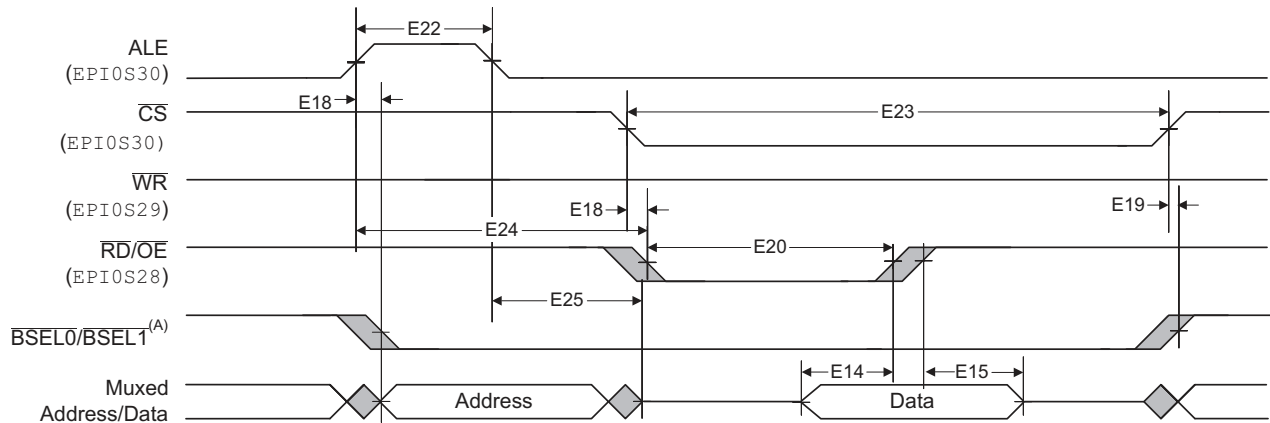 E22
ALE
(EPI0S30)
E18
CS
E23
(EPI0S30)
WR
(EPI0S29)
E18
E19
E24
RD/OE
E20
(EPI0S28)
E25
BSEL0/BSEL1(A)
E14
E15
Muxed
Address/Data
Address
Data